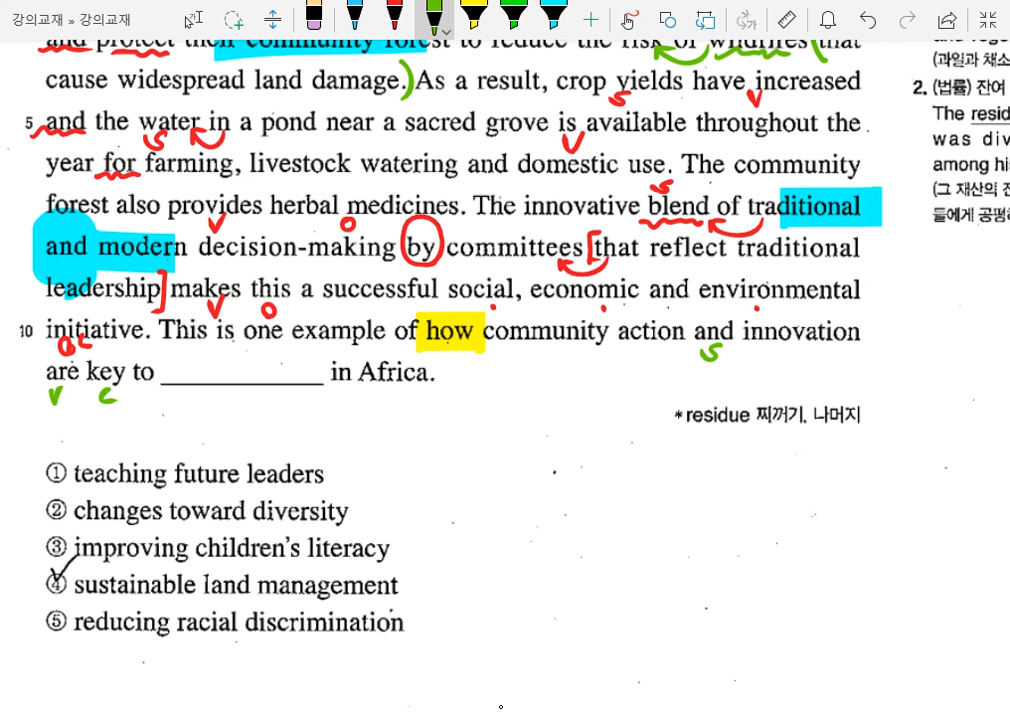 강의교재 » 강의교재
and protect their community forest to reduce the risk of wildfires that
cause widespread land damage. As a result, crop yields have increased
5 and the water in a pond near a sacred grove is available throughout the
year for farming, livestock watering and domestic use. The community
forest also provides herbal medicines. The innovative blend of traditional
and modern decision-making by committees that reflect traditional
leadership makes this a successful social, economic and environmental
10 initiative. This is one example of how community action and innovation
are key to ____________ in Africa.
* residue 찌꺼기, 나머지
① teaching future leaders
② changes toward diversity
③ improving children's literacy
④ sustainable land management
⑤ reducing racial discrimination
(과일과 채소
2. (법률) 잔여
The resid
was div
among hi
(그 재산의 잔
들에게 공평하
S
V
S
V
S
V
O
V
O
O C
S
V C